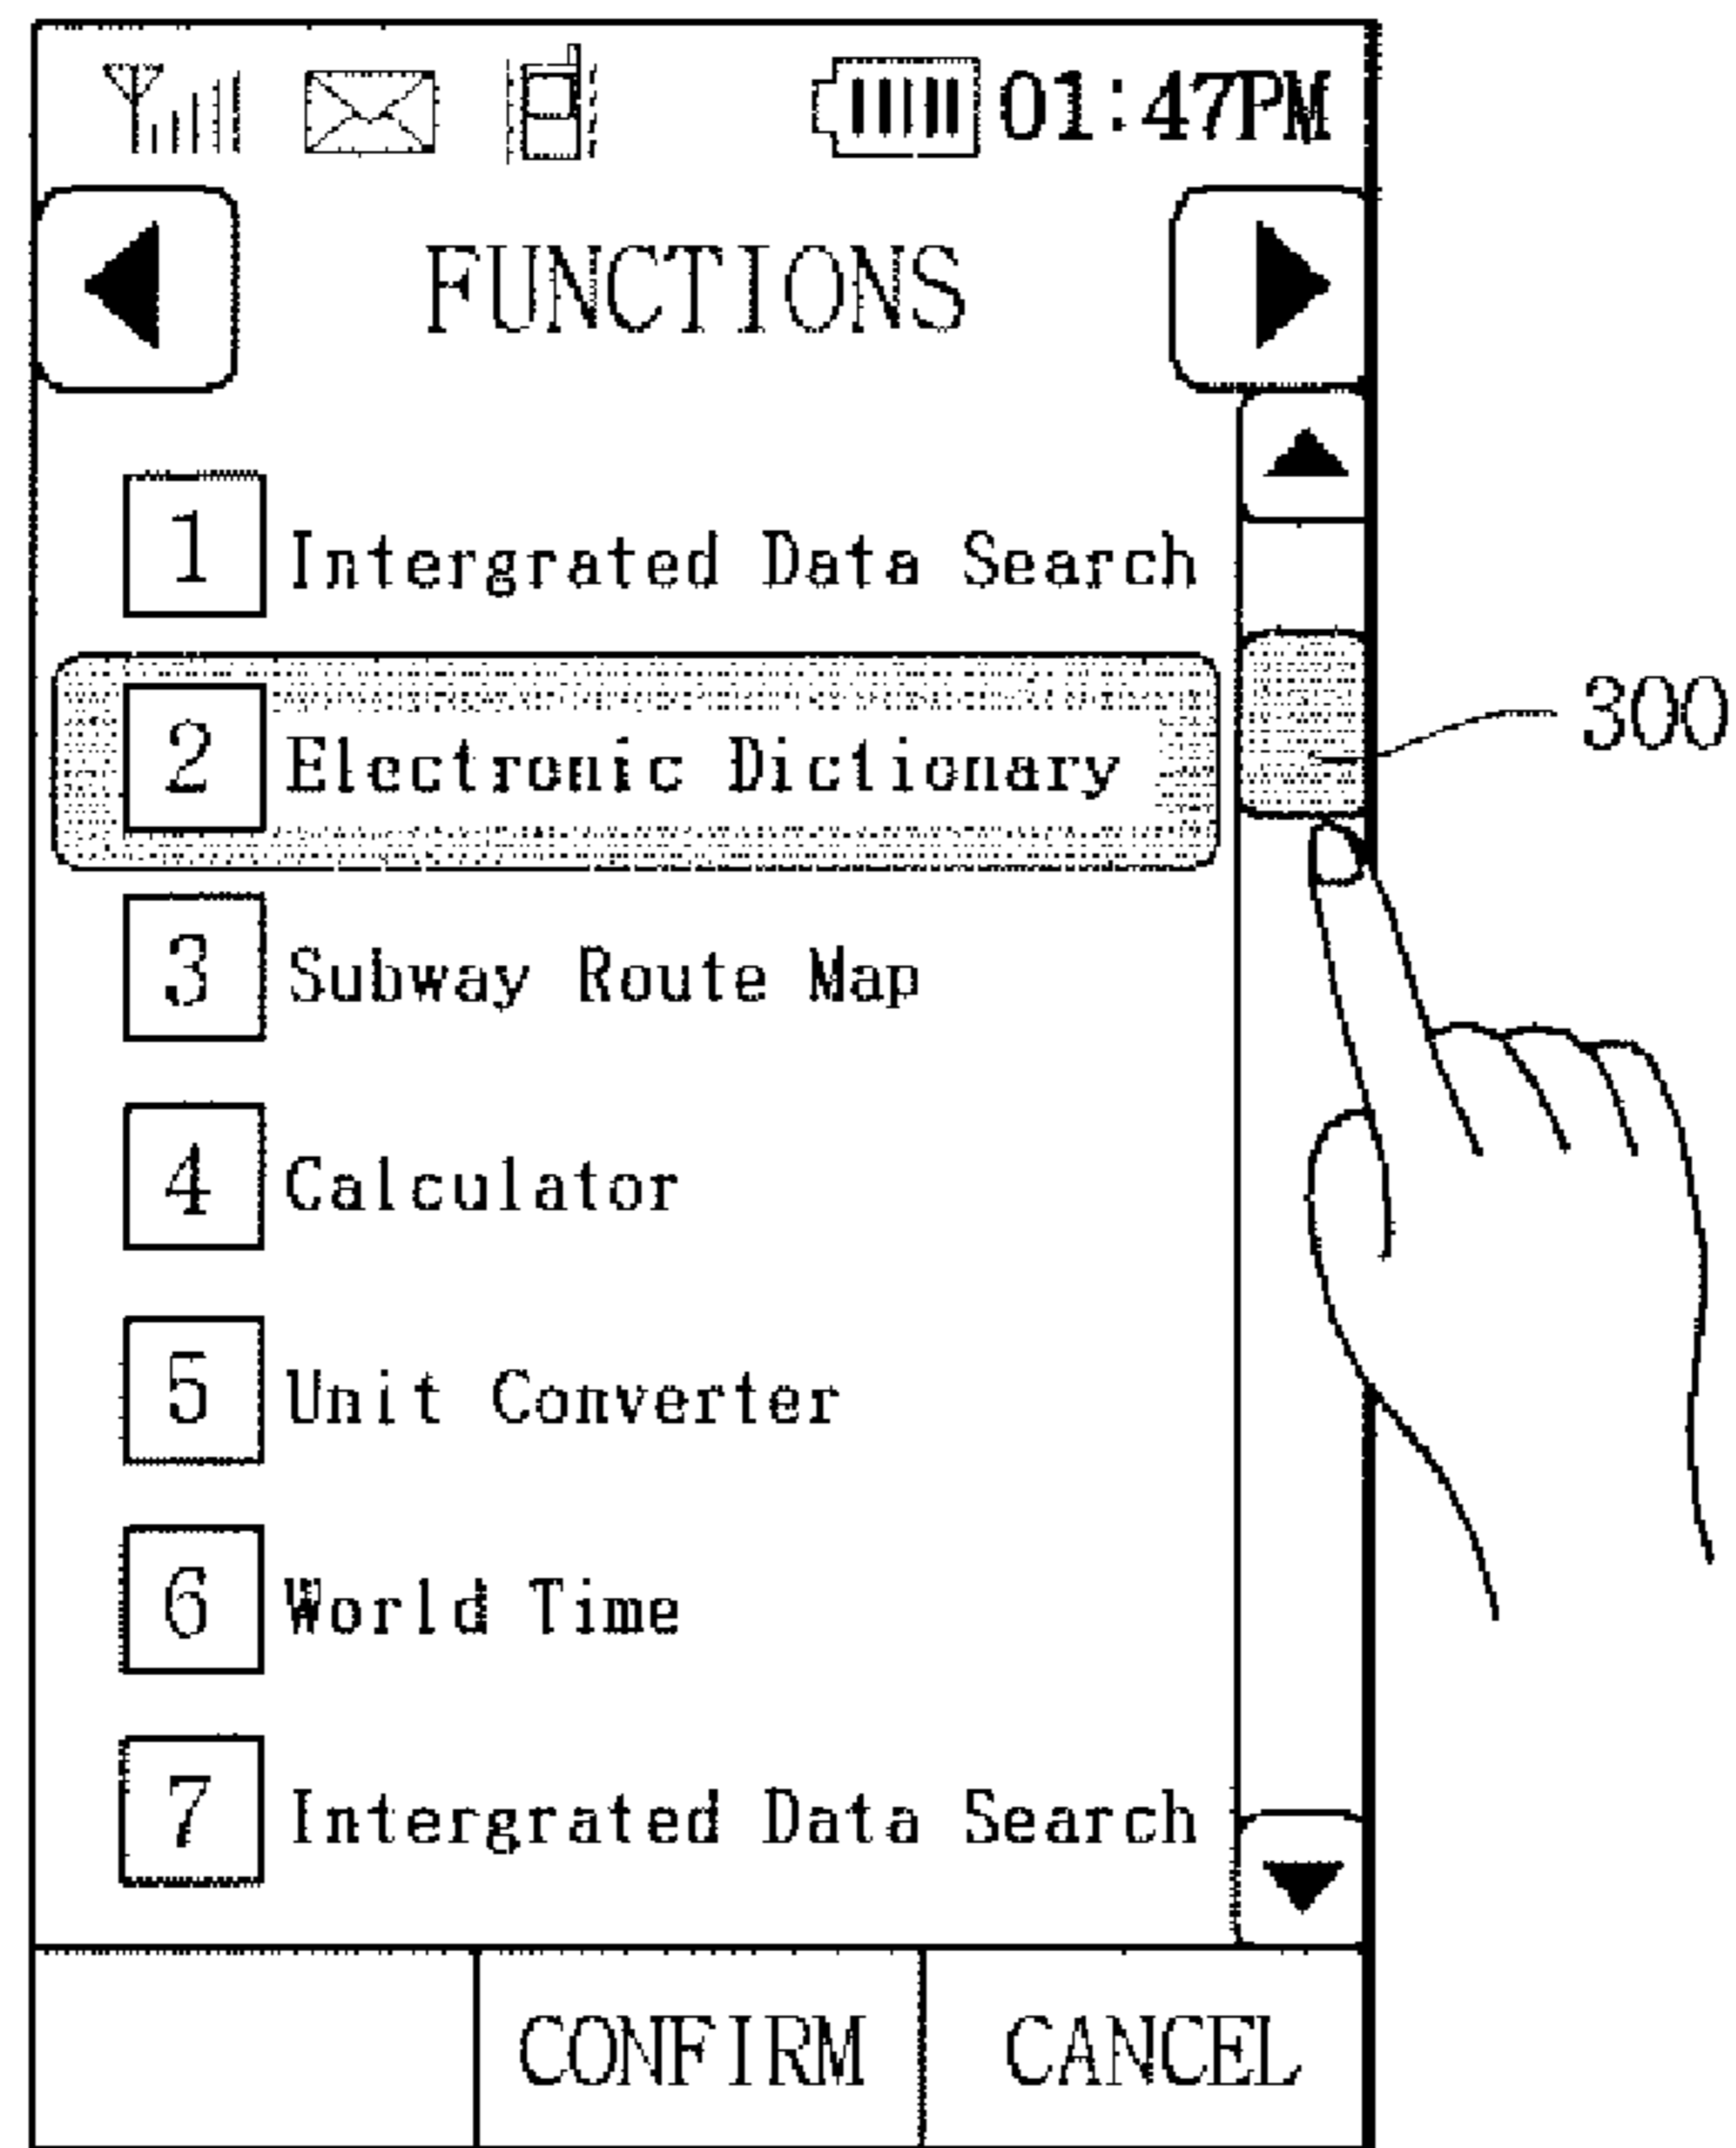 01:47PM
FUNCTIONS
1 Intergrated Data Search
2 Electronic Dictionary
300
3 Subway Route Map
4 Calculator
5 Unit Converter
6 World Time
7 Intergrated Data Search
CONFIRM CANCEL